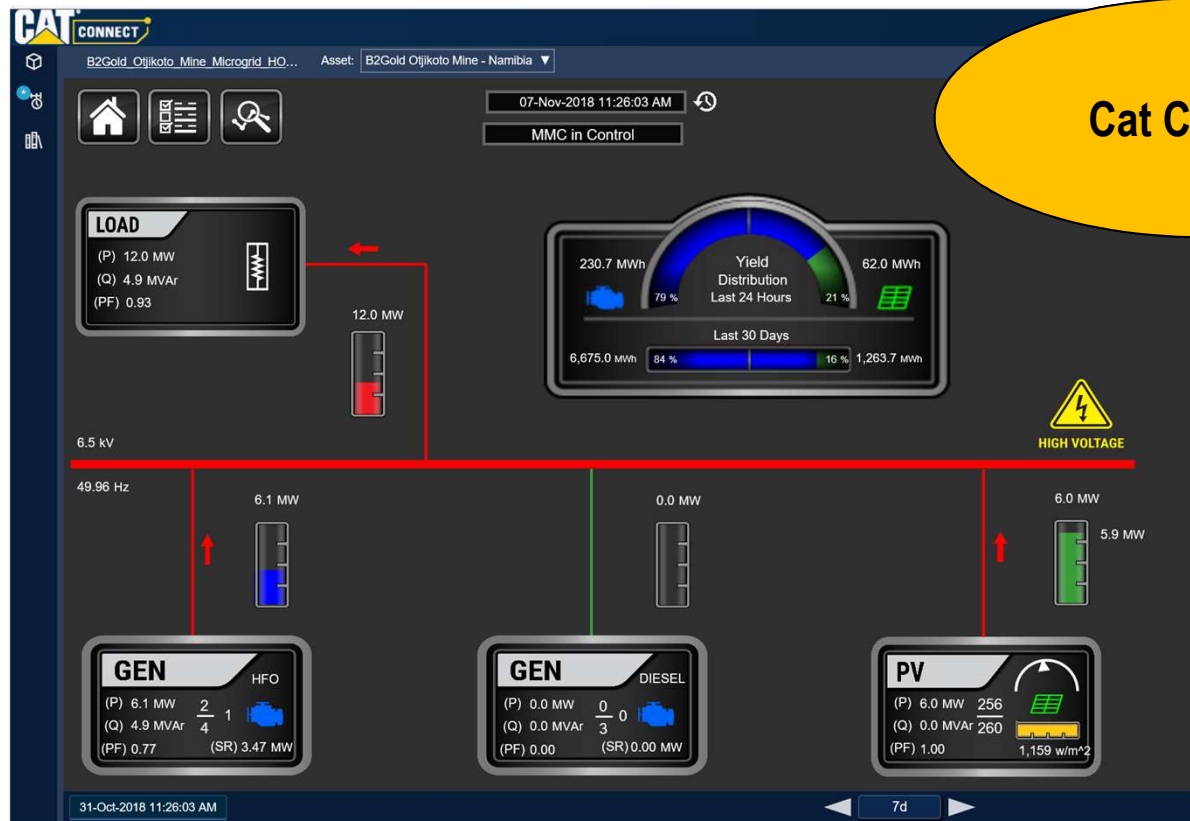 CAT CONNECT
B2Gold_Otjikoto_Mine_Microgrid_HO... Asset: B2Gold Otjikoto Mine - Namibia ▼
07-Nov-2018 11:26:03 AM
MMC in Control
Cat C
LOAD
(P) 12.0 MW
(Q) 4.9 MVAr
(PF) 0.93
12.0 MW
230.7 MWh
Yield
Distribution
Last 24 Hours
62.0 MWh
79 %
21 %
Last 30 Days
6,675.0 MWh 84 % 16 % 1,263.7 MWh
HIGH VOLTAGE
6.5 kV
49.96 Hz
6.1 MW
0.0 MW
6.0 MW
5.9 MW
GEN
HFO
(P) 6.1 MW
(Q) 4.9 MVAr
2
4
1
(PF) 0.77 (SR) 3.47 MW
GEN
DIESEL
(P) 0.0 MW
(Q) 0.0 MVAr
0
3
0
(PF) 0.00 (SR) 0.00 MW
PV
(P) 6.0 MW 256
(Q) 0.0 MVAr 260
(PF) 1.00 1,159 w/m^2
31-Oct-2018 11:26:03 AM
7d